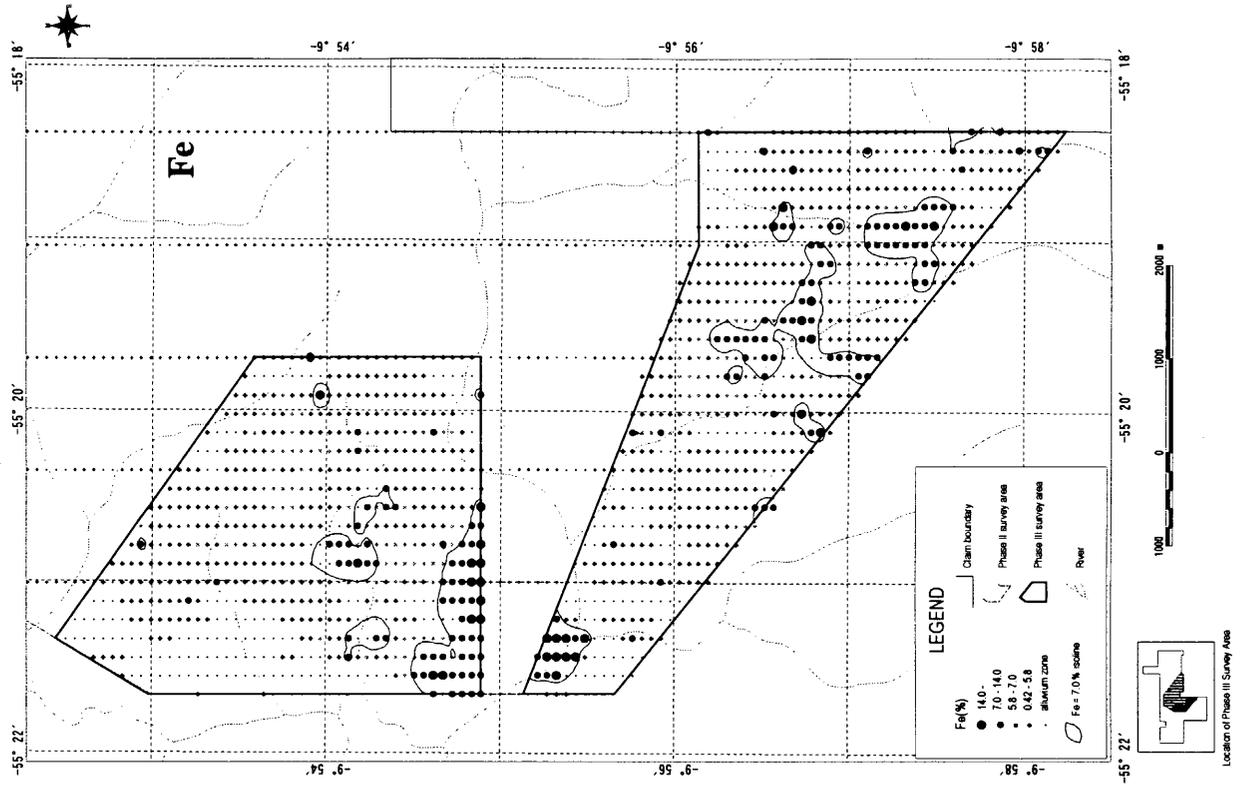 Fe
-9° 54′
-9° 56′
-9° 58′
-55° 18′
-55° 18′
-55° 20′
-55° 20′
-55° 22′
-55° 22′
-9° 54′
-9° 56′
-9° 58′
LEGEND
Fe(%)
14.0 -
7.0 - 14.0
5.8 - 7.0
0.42 - 5.8
alluvium zone
Fe = 7.0 % isoline
Claim boundary
Phase II survey area
Phase III survey area
River
1000 0 1000 2000 m
Location of Phase III Survey Area